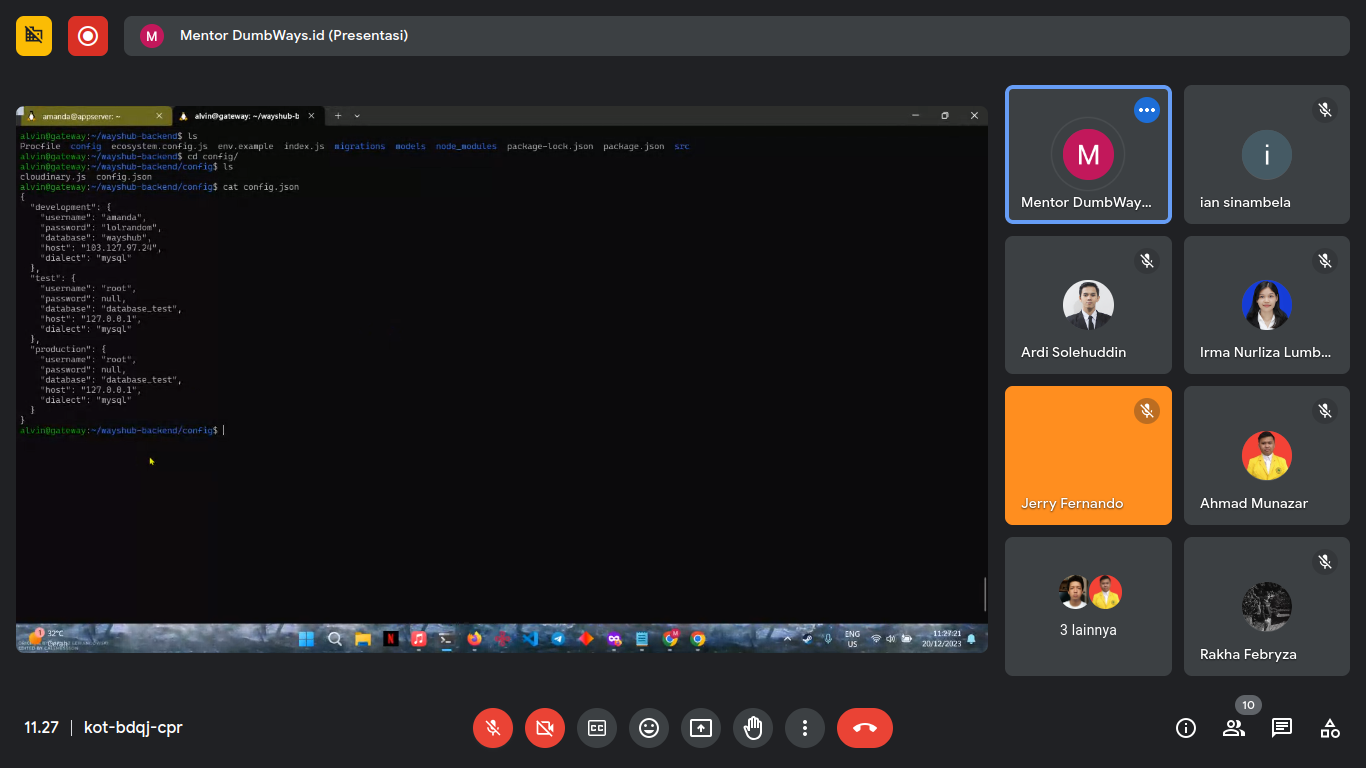 Mentor DumbWays.id (Presentasi)
amanda@appserver: ~
alvin@gateway: ~/wayshub-b
alvin@gateway:~/wayshub-backend$ ls
Procfile config ecosystem.config.js env.example index.js migrations models node_modules package-lock.json package.json src
alvin@gateway:~/wayshub-backend$ cd config/
alvin@gateway:~/wayshub-backend/config$ ls
cloudinary.js config.json
alvin@gateway:~/wayshub-backend/config$ cat config.json
{
"development": {
"username": "amanda",
"password": "lolrandom",
"database": "wayshub",
"host": "103.127.97.24",
"dialect": "mysql"
},
"test": {
"username": "root",
"password": null,
"database": "database_test",
"host": "127.0.0.1",
"dialect": "mysql"
},
"production": {
"username": "root",
"password": null,
"database": "database_test",
"host": "127.0.0.1",
"dialect": "mysql"
}
}
alvin@gateway:~/wayshub-backend/config$
1
32°C
ENG
US
11:27:21
20/12/2023
M
Mentor DumbWay...
i
ian sinambela
Ardi Solehuddin
Irma Nurliza Lumb...
Jerry Fernando
Ahmad Munazar
3 lainnya
Rakha Febryza
11.27
kot-bdqj-cpr
CC
10